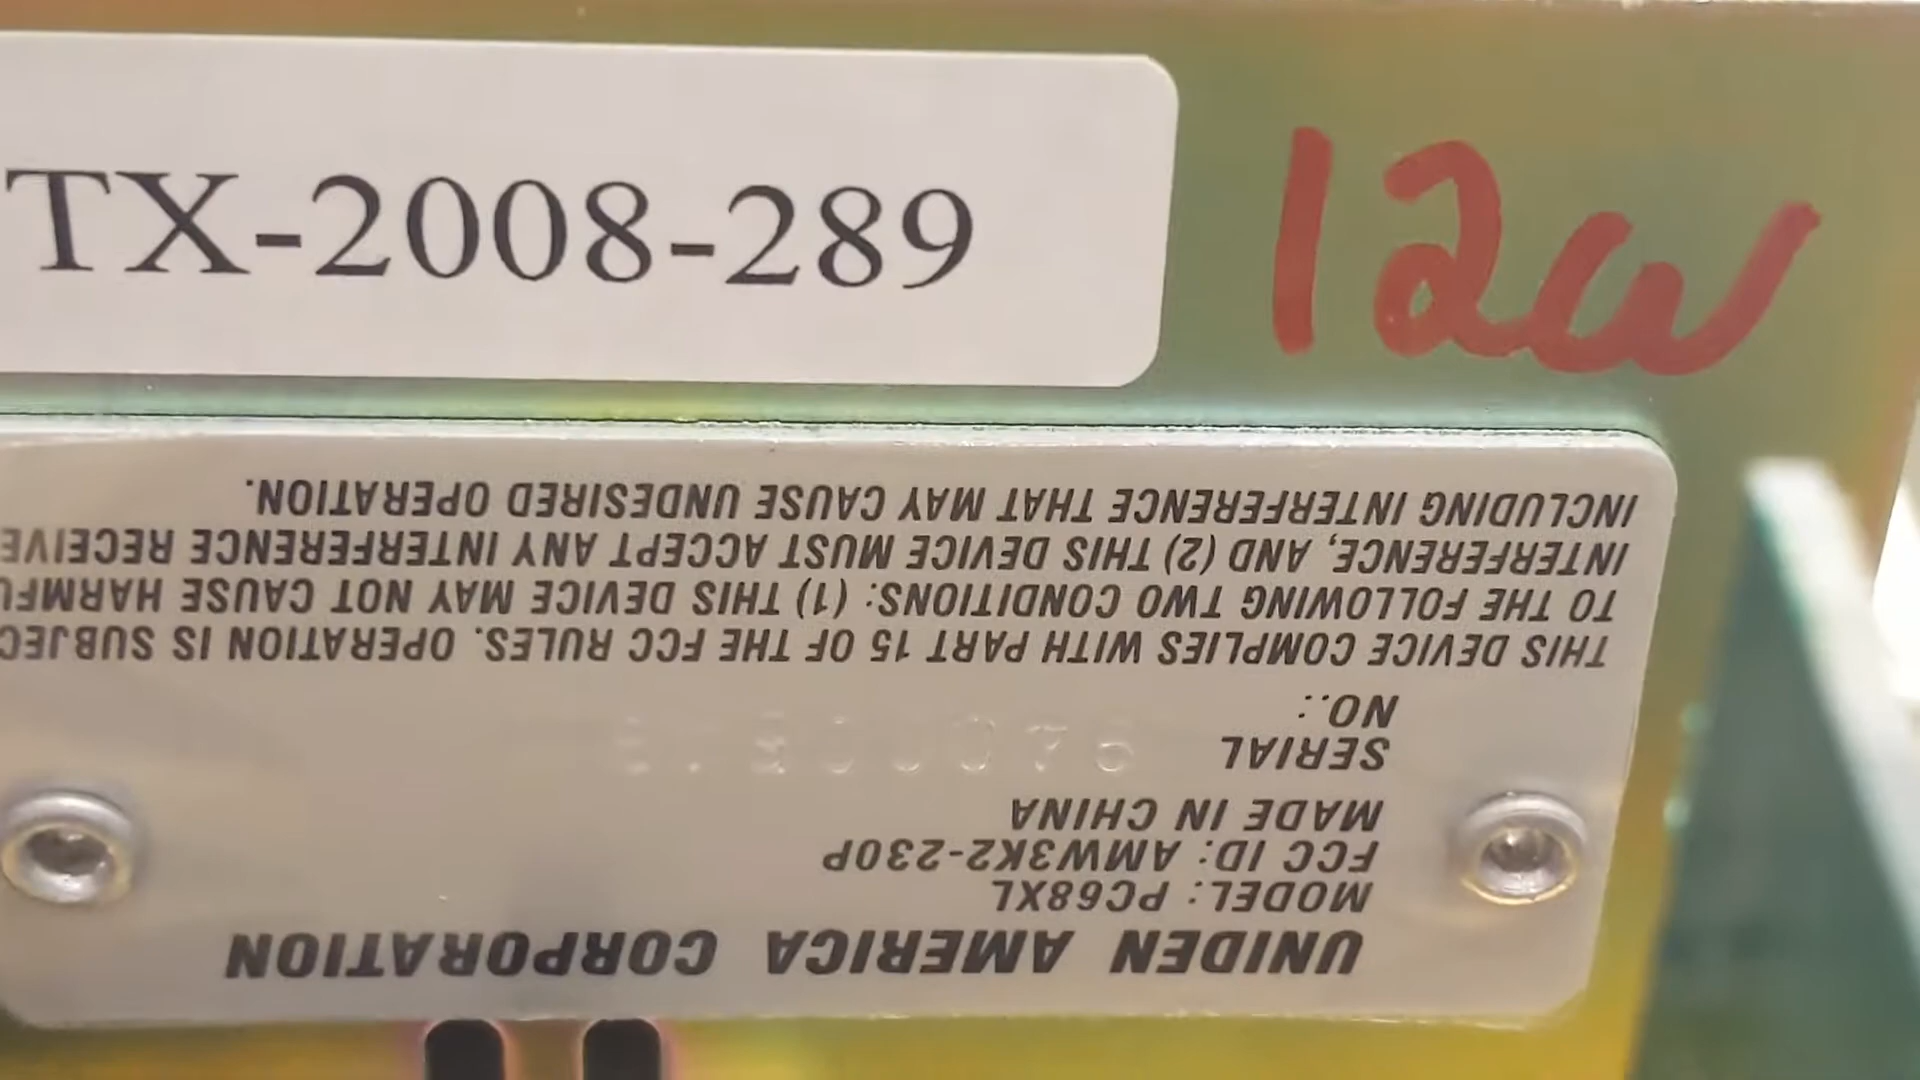 TX-2008-289
12W
UNIDEN AMERICA CORPORATION
MODEL: PC68XL
FCC ID: AMW3K2-230P
MADE IN CHINA
SERIAL
NO.:
THIS DEVICE COMPLIES WITH PART 15 OF THE FCC RULES. OPERATION IS
TO THE FOLLOWING TWO CONDITIONS: (1) THIS DEVICE MAY NOT CAUSE
INTERFERENCE, AND (2) THIS DEVICE MUST ACCEPT ANY INTERFERENCE
INCLUDING INTERFERENCE THAT MAY CAUSE UNDESIRED OPERATION.